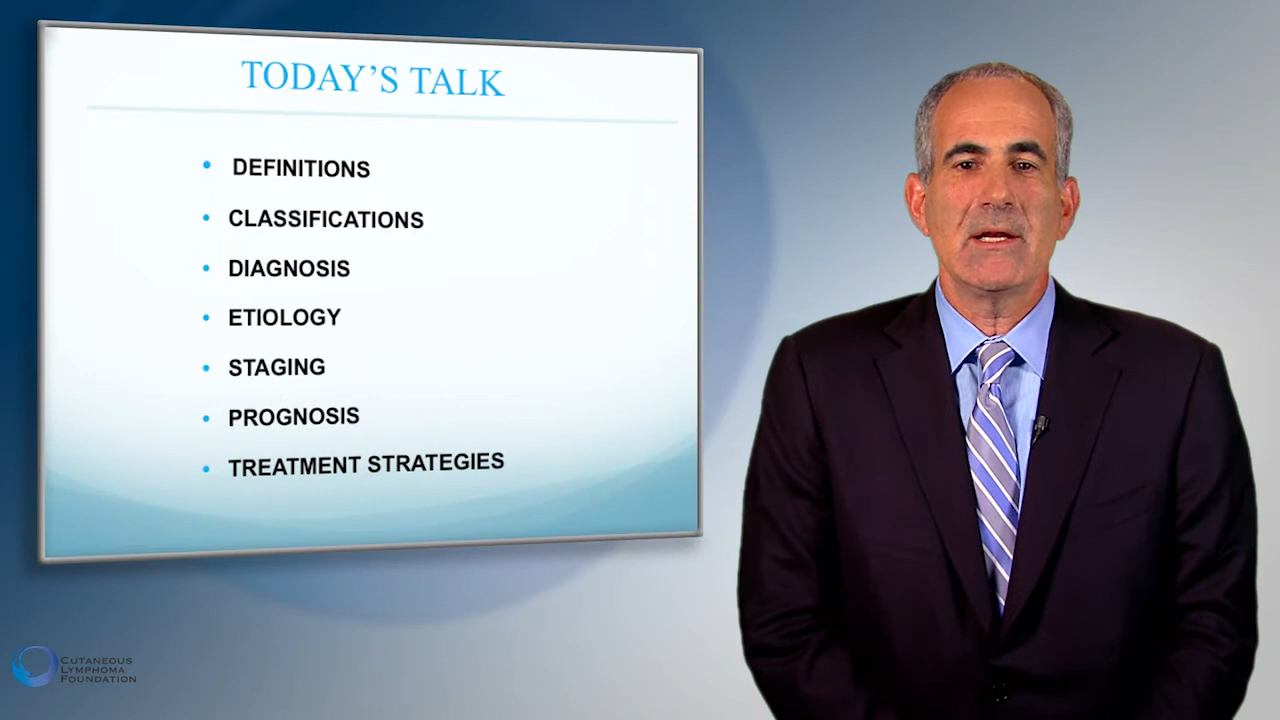 TODAY'S TALK
• DEFINITIONS
• CLASSIFICATIONS
• DIAGNOSIS
• ETIOLOGY
• STAGING
• PROGNOSIS
• TREATMENT STRATEGIES
CUTANEOUS
LYMPHOMA
FOUNDATION